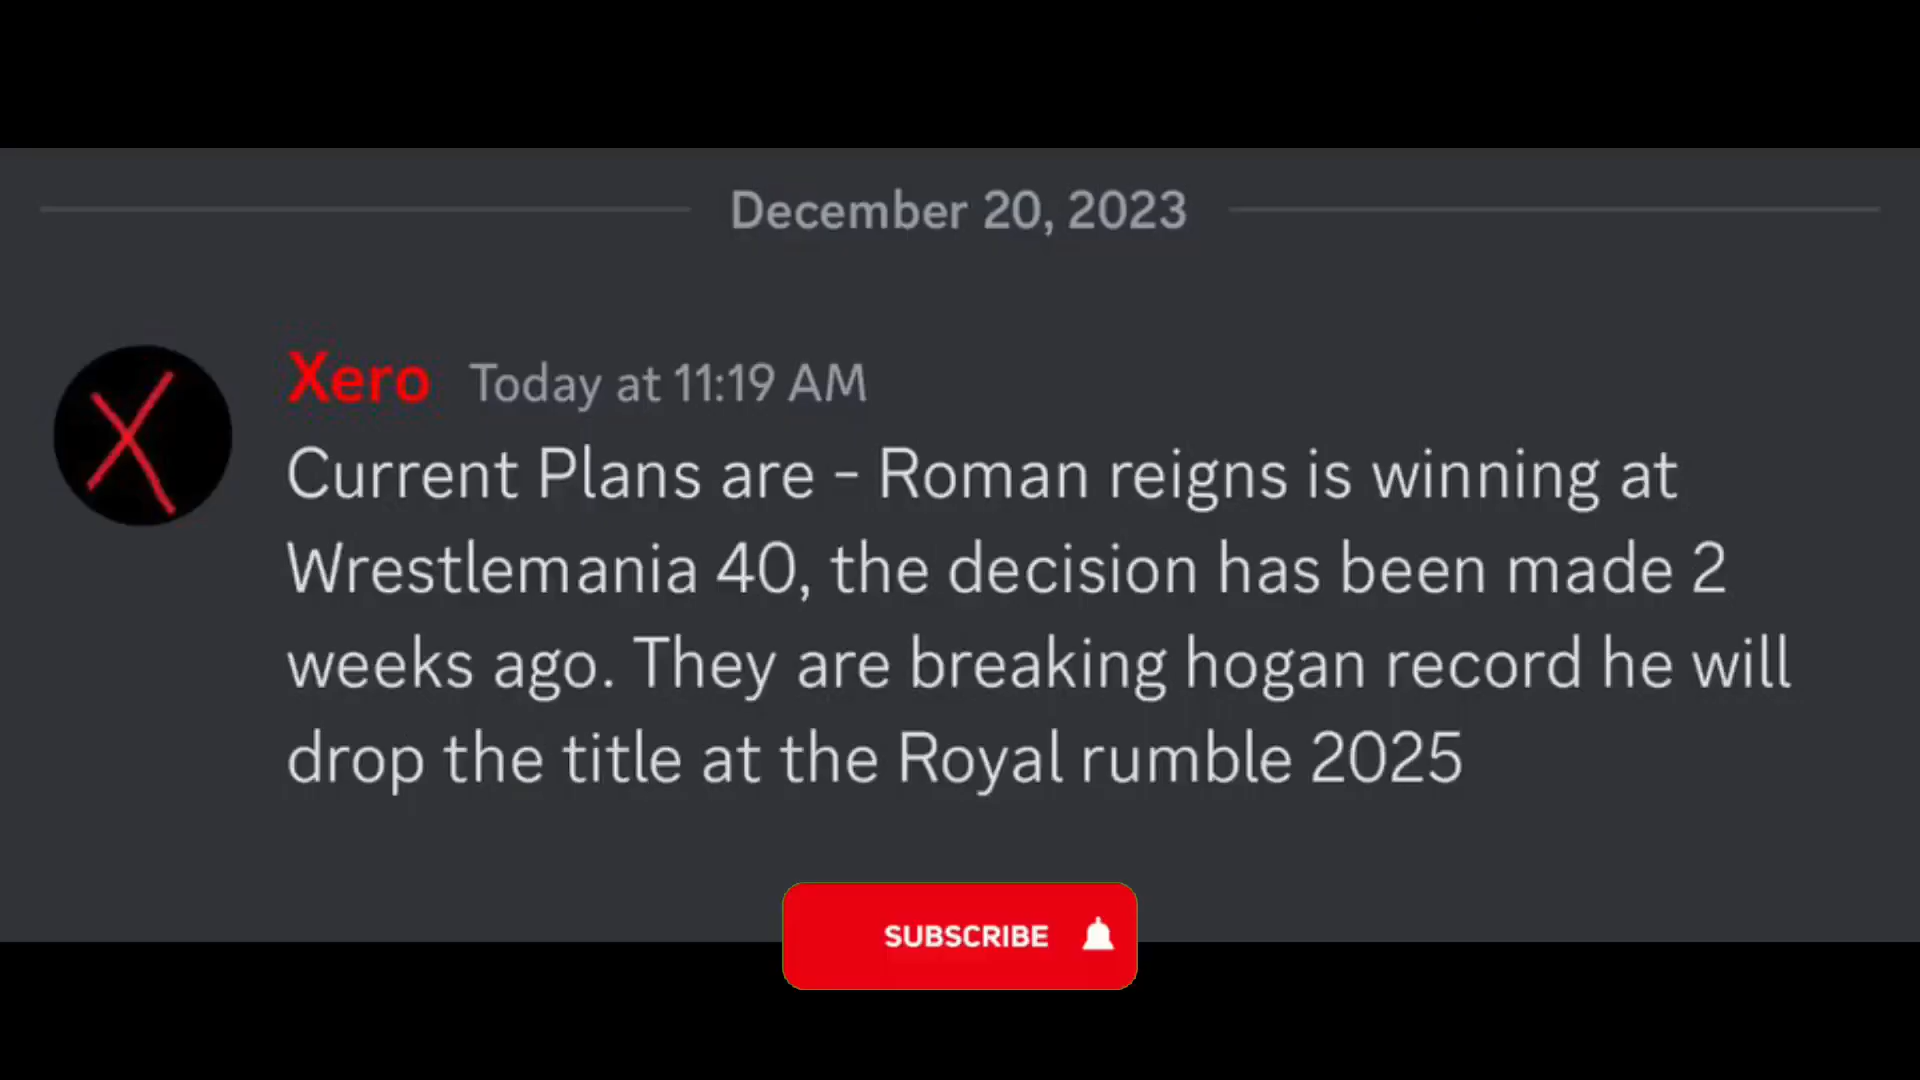 December 20, 2023
Xero Today at 11:19 AM
Current Plans are - Roman reigns is winning at
Wrestlemania 40, the decision has been made 2
weeks ago. They are breaking hogan record he will
drop the title at the Royal rumble 2025
SUBSCRIBE